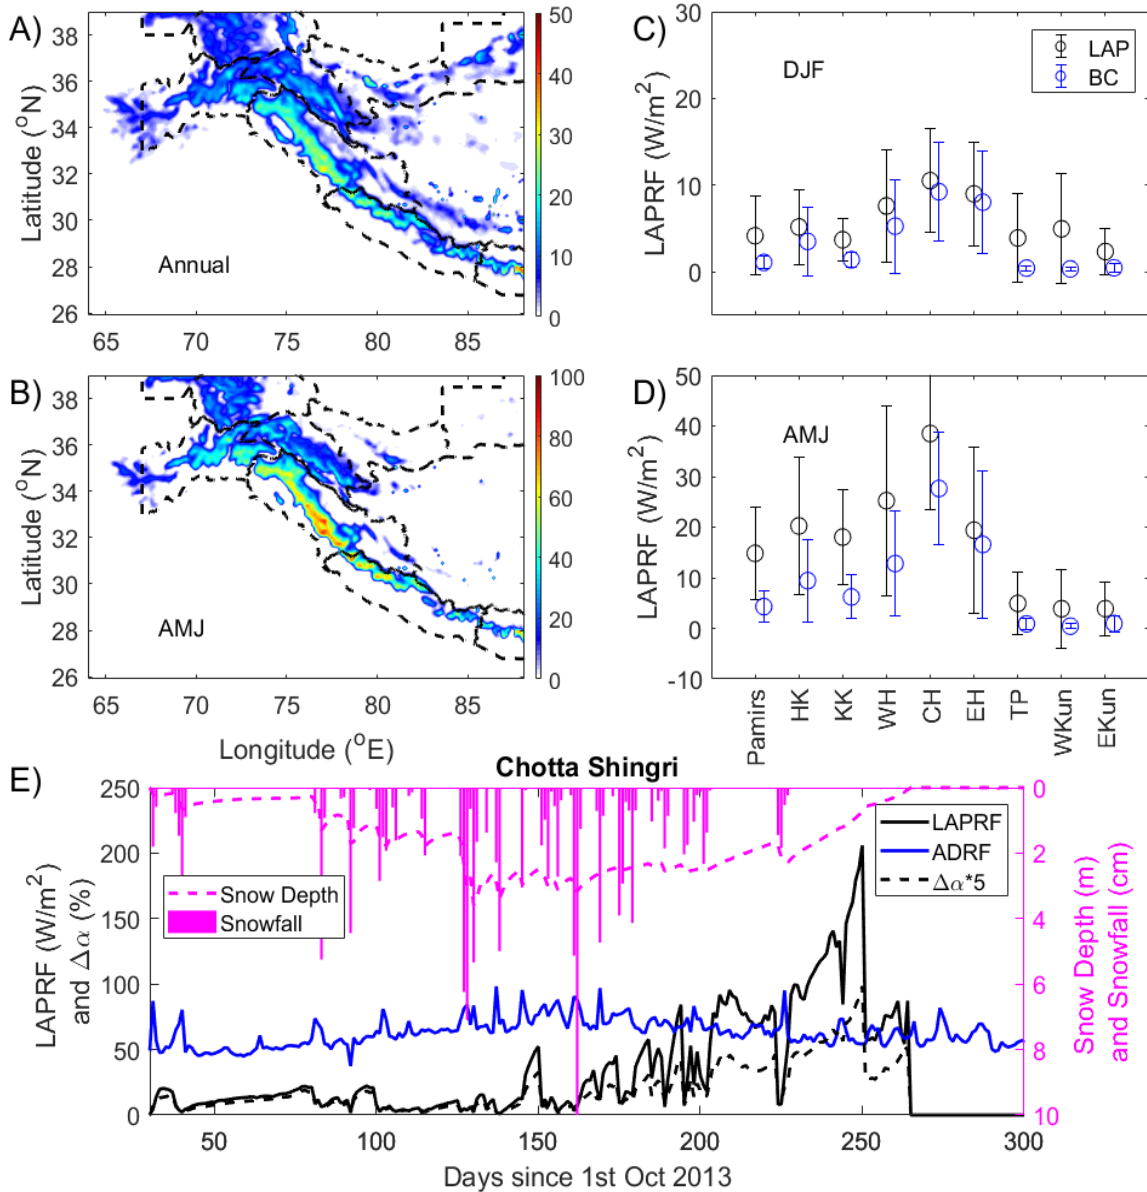 A)
38
36
34
32
30
28
26
Latitude (°N)
Annual
65 70 75 80 85
50
40
30
20
10
0
C)
30
20
10
0
LAPRF (W/m²)
DJF
LAP
BC
B)
38
36
34
32
30
28
26
Latitude (°N)
AMJ
65 70 75 80 85
Longitude (°E)
100
80
60
40
20
0
D)
50
40
30
20
10
0
-10
LAPRF (W/m²)
AMJ
Pamirs
HK
KK
WH
CH
EH
TP
WKun
EKun
E)
Chotta Shingri
250
200
150
100
50
0
LAPRF (W/m²)
and Δα (%)
Snow Depth
Snowfall
LAPRF
ADRF
Δα*5
0
2
4
6
8
10
Snow Depth (m)
and Snowfall (cm)
50 100 150 200 250 300
Days since 1st Oct 2013